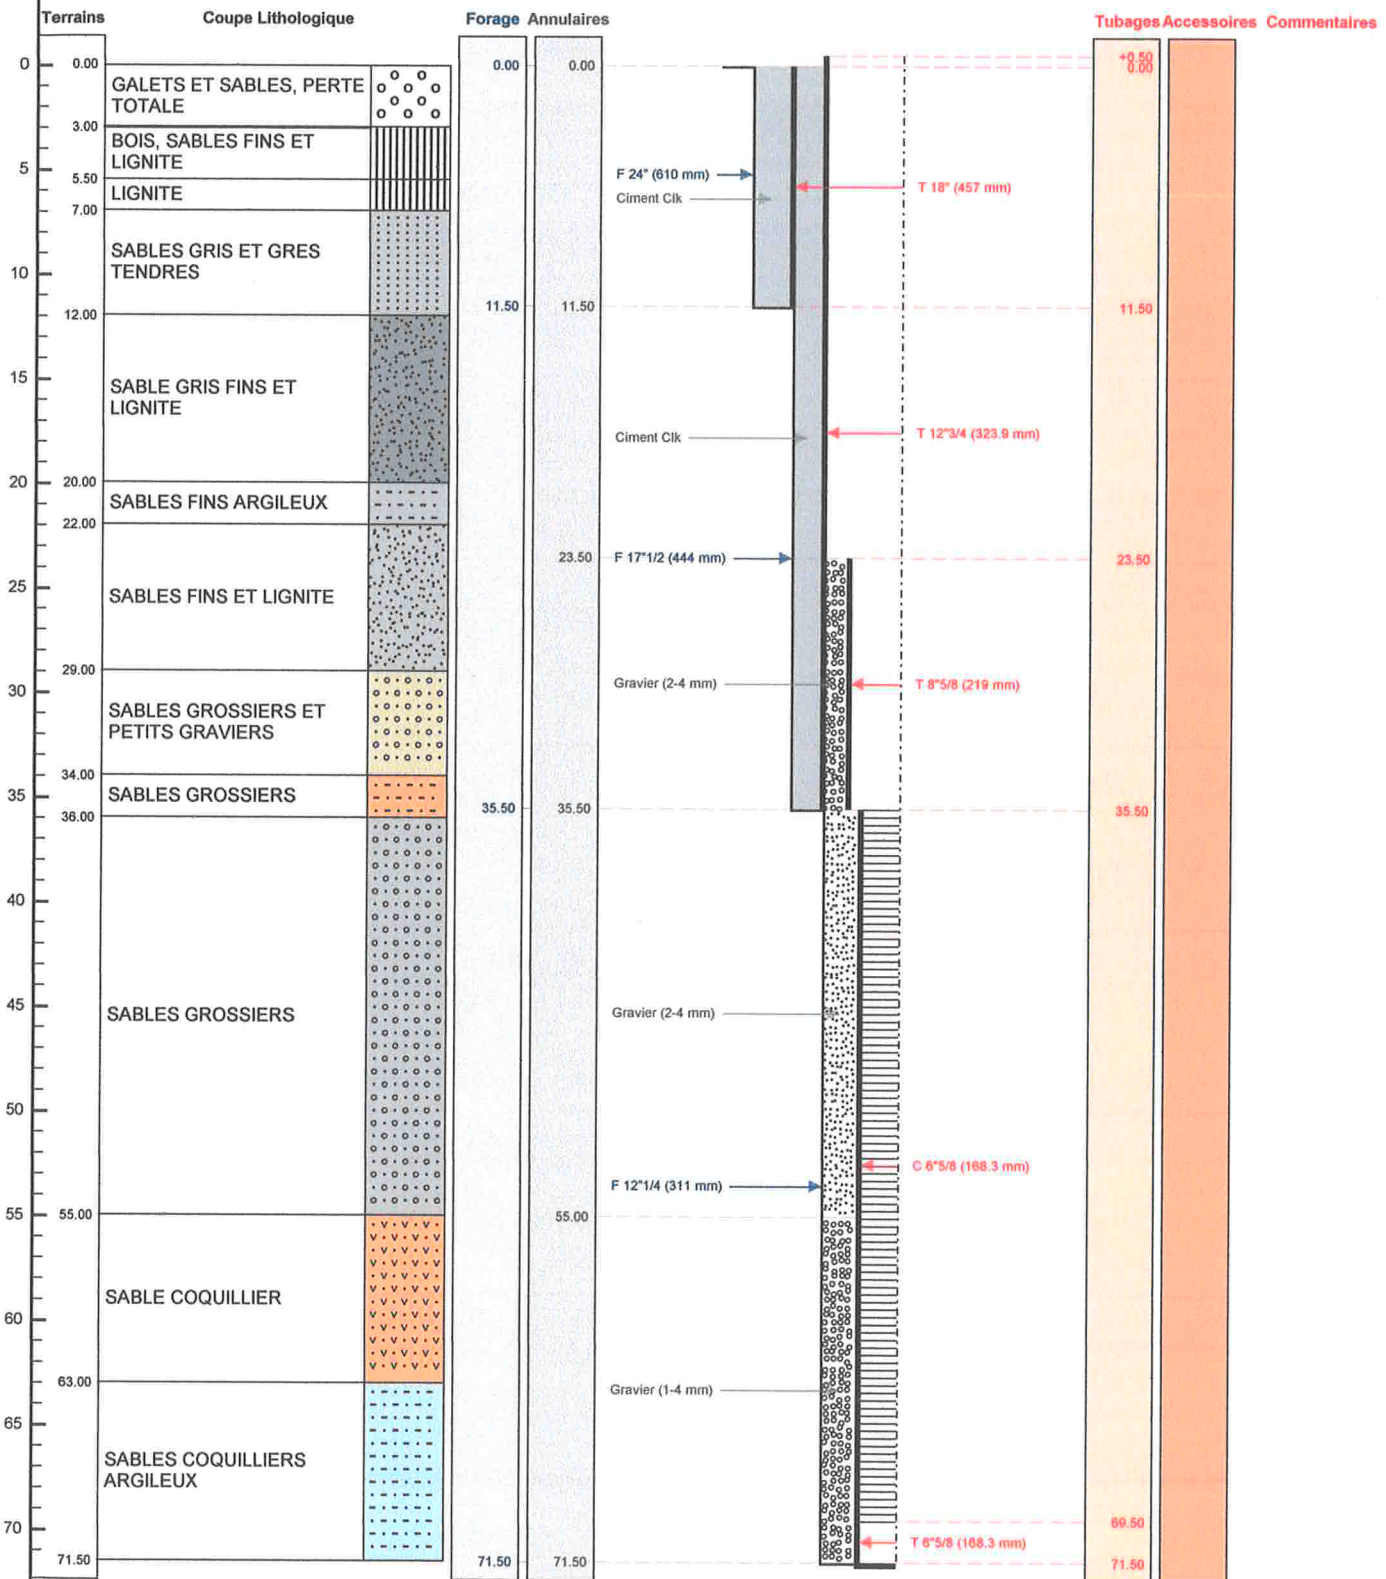 Terrains Coupe Lithologique Forage Annulaires Tubages Accessoires Commentaires
0 0.00 0.00 0.00 +0.50
0.00
GALETS ET SABLES, PERTE
TOTALE
3.00
BOIS, SABLES FINS ET
LIGNITE
5 5.50
F 24" (610 mm) T 18" (457 mm)
LIGNITE Ciment Clk
7.00
SABLES GRIS ET GRES
TENDRES
10
11.50 11.50 11.50
12.00
15
SABLE GRIS FINS ET
LIGNITE
Ciment Clk T 12"3/4 (323.9 mm)
20 20.00
SABLES FINS ARGILEUX
22.00
23.50 F 17"1/2 (444 mm) 23.50
25
SABLES FINS ET LIGNITE
29.00
Gravier (2-4 mm) T 8"5/8 (219 mm)
30
SABLES GROSSIERS ET
PETITS GRAVIERS
34.00
SABLES GROSSIERS
35 35.50 35.50 35.50
36.00
40
45
SABLES GROSSIERS Gravier (2-4 mm)
50
C 6"5/8 (168.3 mm)
F 12"1/4 (311 mm)
55 55.00 55.00
SABLE COQUILLIER
60
63.00
Gravier (1-4 mm)
65
SABLES COQUILLIERS
ARGILEUX
70 69.50
T 6"5/8 (168.3 mm)
71.50 71.50 71.50 71.50